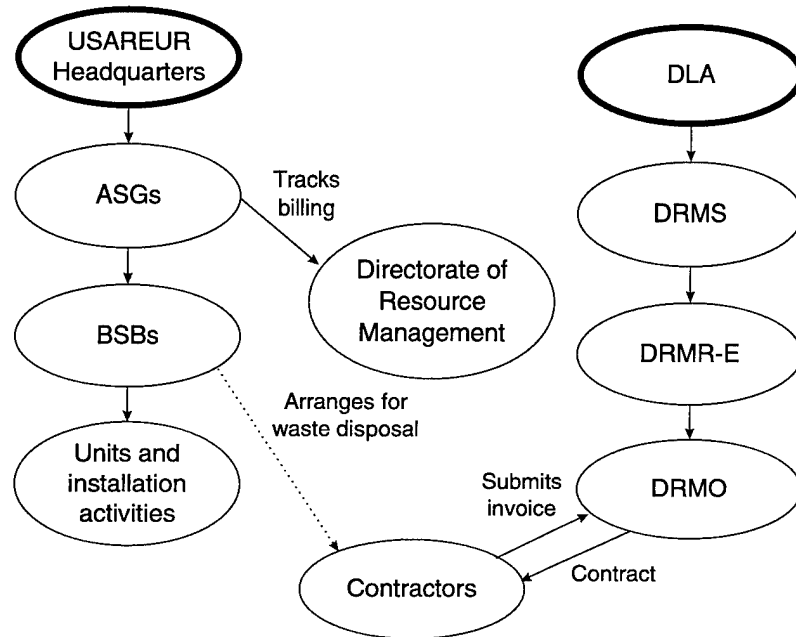 USAREUR
Headquarters
DLA
ASGs
Tracks
billing
DRMS
Directorate of
Resource
Management
BSBs
DRMR-E
Arranges for
waste disposal
Units and
installation
activities
Submits
invoice
DRMO
Contractors
Contract